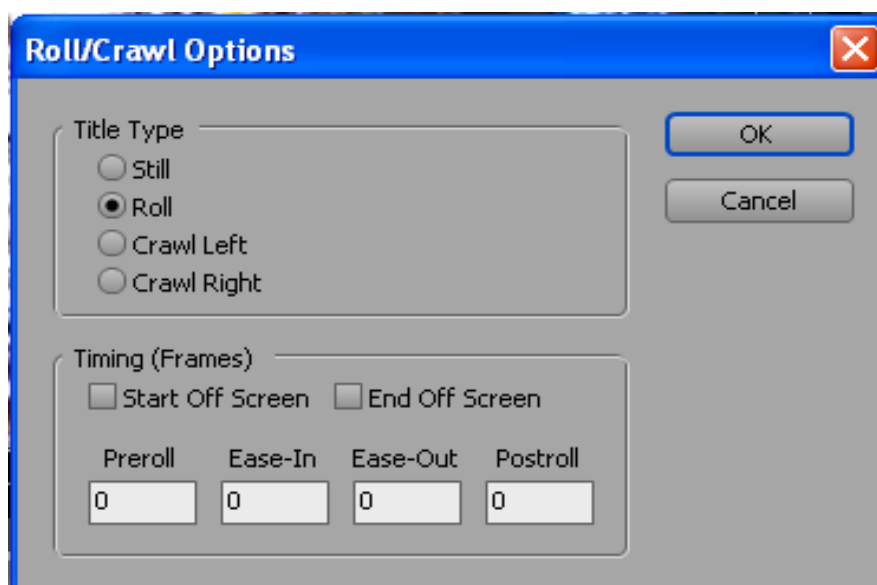 Roll/Crawl Options
Title Type
Still
Roll
Crawl Left
Crawl Right
OK
Cancel
Timing (Frames)
Start Off Screen End Off Screen
Preroll Ease-In Ease-Out Postroll
0 0 0 0